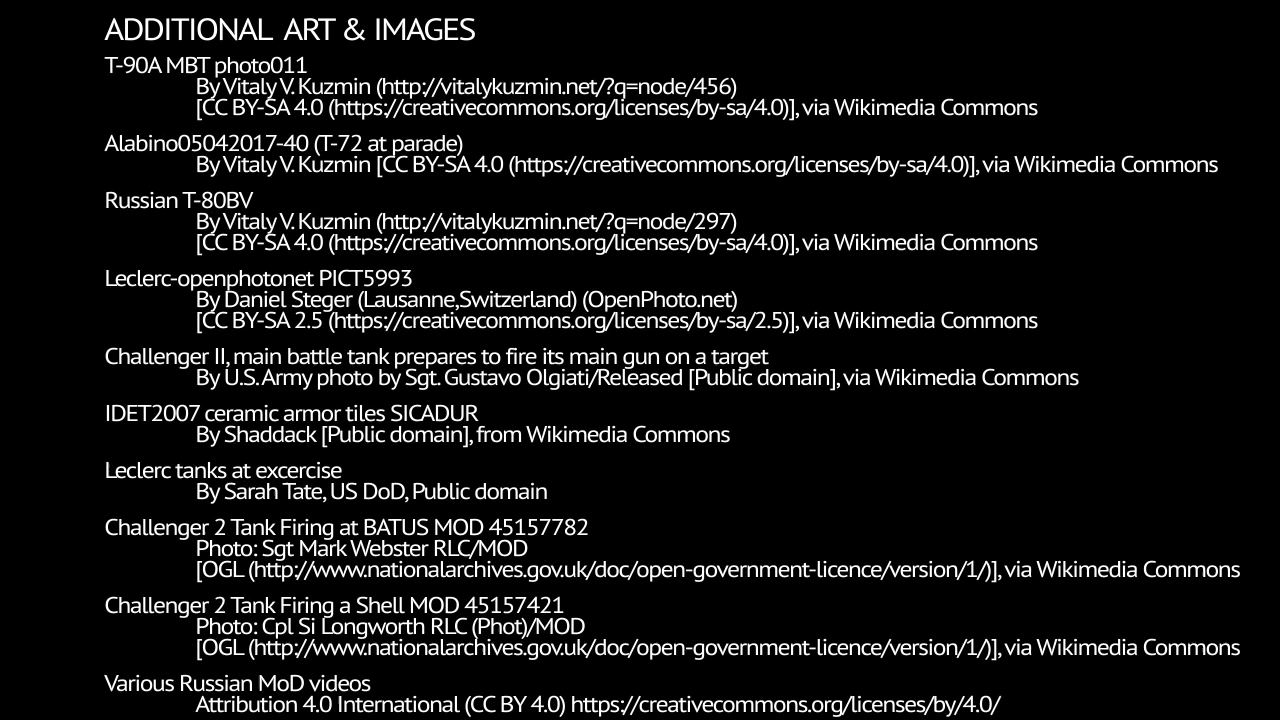 ADDITIONAL ART & IMAGES
T-90A MBT photo011
By Vitaly V. Kuzmin (http://vitalykuzmin.net/?q=node/456)
[CC BY-SA 4.0 (https://creativecommons.org/licenses/by-sa/4.0)], via Wikimedia Commons
Alabino05042017-40 (T-72 at parade)
By Vitaly V. Kuzmin [CC BY-SA 4.0 (https://creativecommons.org/licenses/by-sa/4.0)], via Wikimedia Commons
Russian T-80BV
By Vitaly V. Kuzmin (http://vitalykuzmin.net/?q=node/297)
[CC BY-SA 4.0 (https://creativecommons.org/licenses/by-sa/4.0)], via Wikimedia Commons
Leclerc-openphotonet PICT5993
By Daniel Steger (Lausanne,Switzerland) (OpenPhoto.net)
[CC BY-SA 2.5 (https://creativecommons.org/licenses/by-sa/2.5)], via Wikimedia Commons
Challenger II, main battle tank prepares to fire its main gun on a target
By U.S. Army photo by Sgt. Gustavo Olgiati/Released [Public domain], via Wikimedia Commons
IDET2007 ceramic armor tiles SICADUR
By Shaddack [Public domain], from Wikimedia Commons
Leclerc tanks at excercise
By Sarah Tate, US DoD, Public domain
Challenger 2 Tank Firing at BATUS MOD 45157782
Photo: Sgt Mark Webster RLC/MOD
[OGL (http://www.nationalarchives.gov.uk/doc/open-government-licence/version/1/)], via Wikimedia Commons
Challenger 2 Tank Firing a Shell MOD 45157421
Photo: Cpl Si Longworth RLC (Phot)/MOD
[OGL (http://www.nationalarchives.gov.uk/doc/open-government-licence/version/1/)], via Wikimedia Commons
Various Russian MoD videos
Attribution 4.0 International (CC BY 4.0) https://creativecommons.org/licenses/by/4.0/